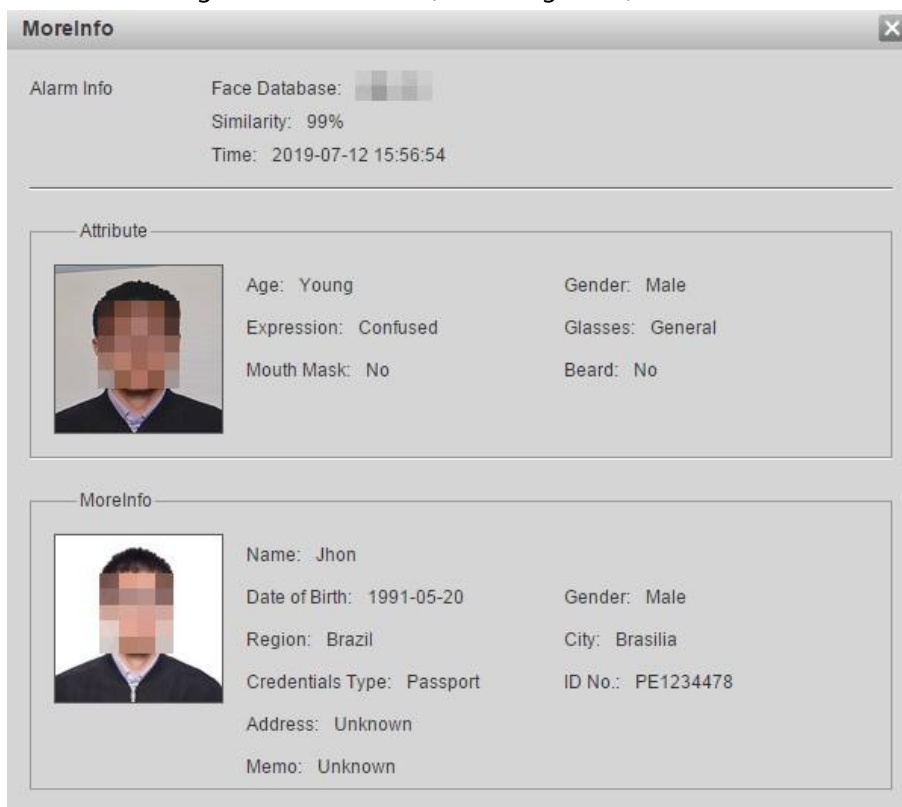 MoreInfo
Alarm Info Face Database:
Similarity: 99%
Time: 2019-07-12 15:56:54
Attribute
Age: Young Gender: Male
Expression: Confused Glasses: General
Mouth Mask: No Beard: No
MoreInfo
Name: Jhon
Date of Birth: 1991-05-20 Gender: Male
Region: Brazil City: Brasilia
Credentials Type: Passport ID No.: PE1234478
Address: Unknown
Memo: Unknown